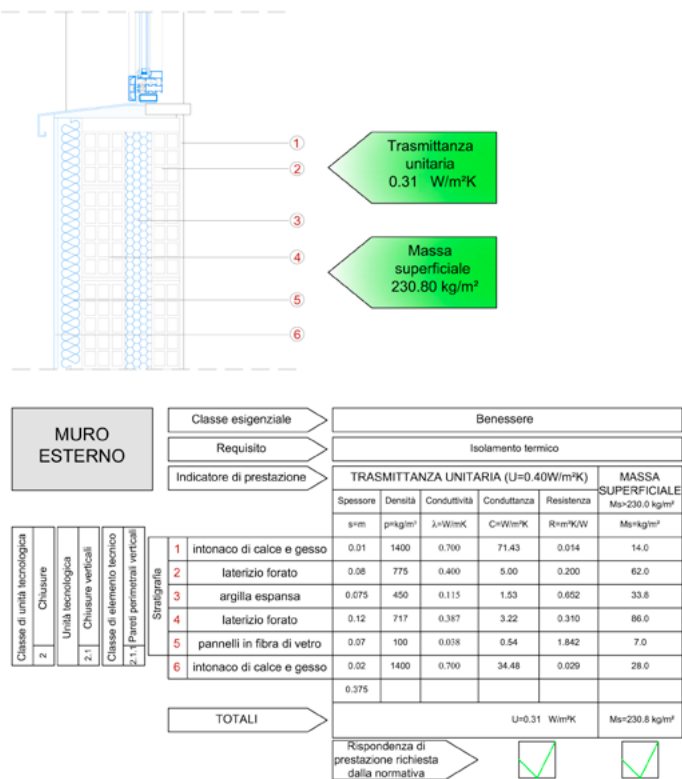 1
2
3
4
5
6
Trasmittanza
unitaria
0.31 W/m²K
Massa
superficiale
230.80 kg/m²
MURO
ESTERNO
Classe esigenziale
Benessere
Requisito
Isolamento termico
Indicatore di prestazione
TRASMITTANZA UNITARIA (U=0.40W/m²K)
MASSA
SUPERFICIALE
Ms>230.0 kg/m²
Spessore Densità Conduttività Conduttanza Resistenza
s=m p=kg/m³ λ=W/mK C=W/m²K R=m²K/W Ms=kg/m²
Classe di unità tecnologica
2 Chiusure
Unità tecnologica
2.1 Chiusure verticali
Classe di elemento tecnico
2.1.1 Pareti perimetrali verticali
Stratigrafia
1 intonaco di calce e gesso 0.01 1400 0.700 71.43 0.014 14.0
2 laterizio forato 0.08 775 0.400 5.00 0.200 62.0
3 argilla espansa 0.075 450 0.115 1.53 0.652 33.8
4 laterizio forato 0.12 717 0.387 3.22 0.310 86.0
5 pannelli in fibra di vetro 0.07 100 0.038 0.54 1.842 7.0
6 intonaco di calce e gesso 0.02 1400 0.700 34.48 0.029 28.0
0.375
TOTALI
U=0.31 W/m²K Ms=230.8 kg/m²
Rispondenza di
prestazione richiesta
dalla normativa